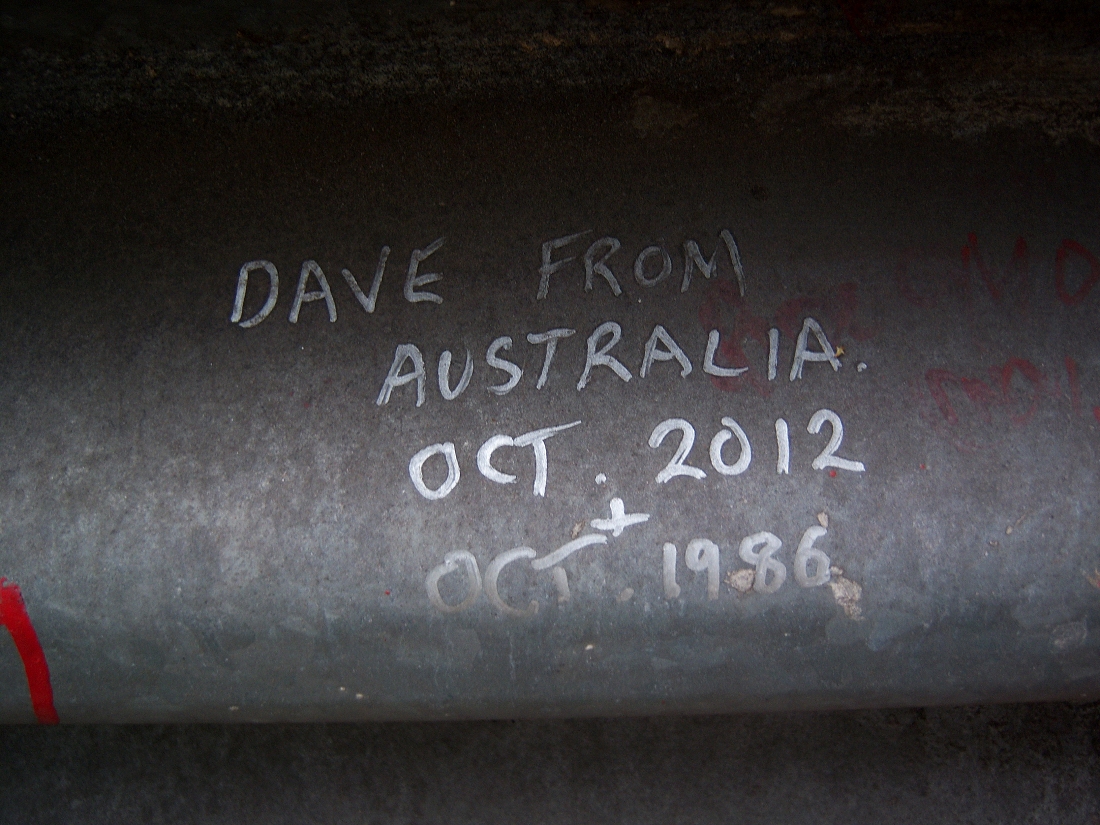 DAVE FROM
AUSTRALIA.
OCT. 2012
+
OCT. 1986